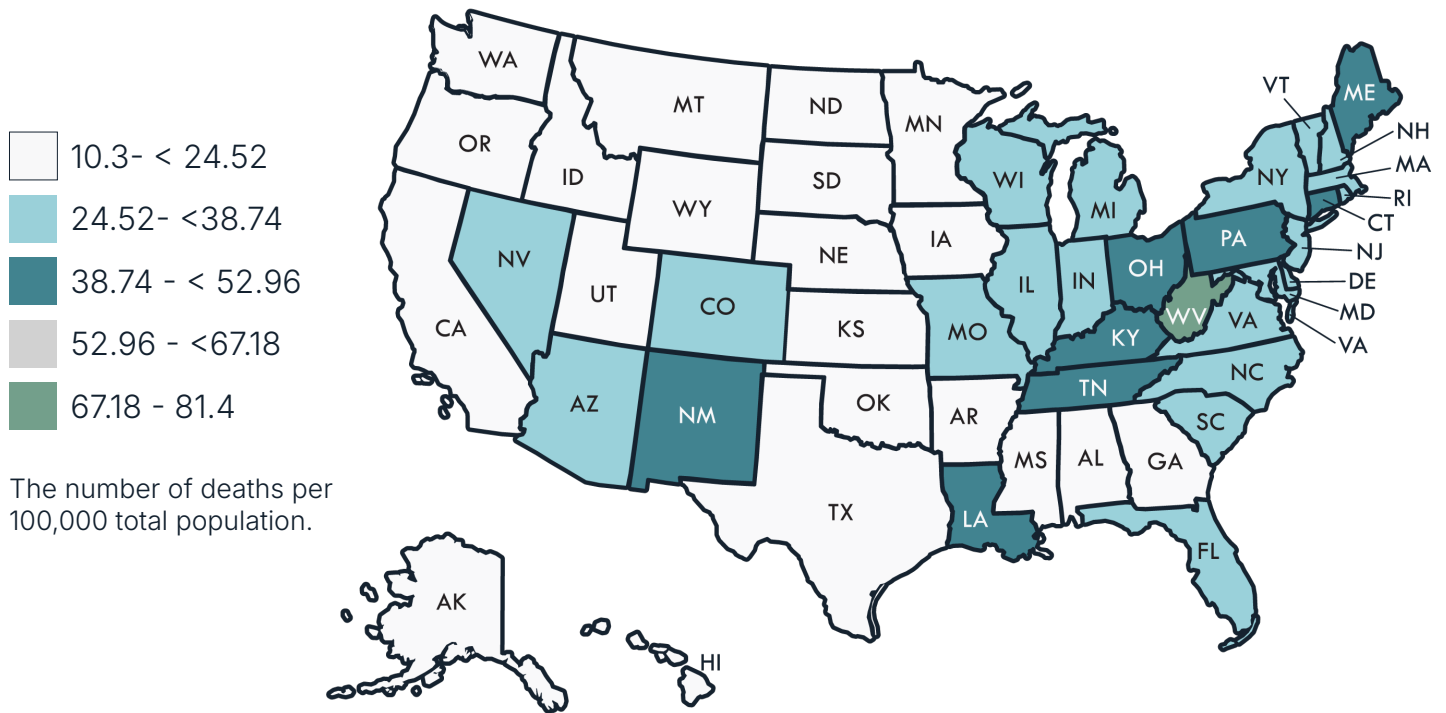 10.3- < 24.52
24.52- <38.74
38.74 - < 52.96
52.96 - <67.18
67.18 - 81.4
The number of deaths per
100,000 total population.
WA
OR
CA
NV
ID
MT
WY
UT
AZ
CO
NM
ND
SD
NE
KS
OK
TX
MN
IA
MO
AR
LA
WI
IL
MS
MI
IN
KY
TN
AL
OH
WV
GA
FL
SC
NC
VA
PA
NY
VT
ME
NH
MA
RI
CT
NJ
DE
MD
VA
AK
HI